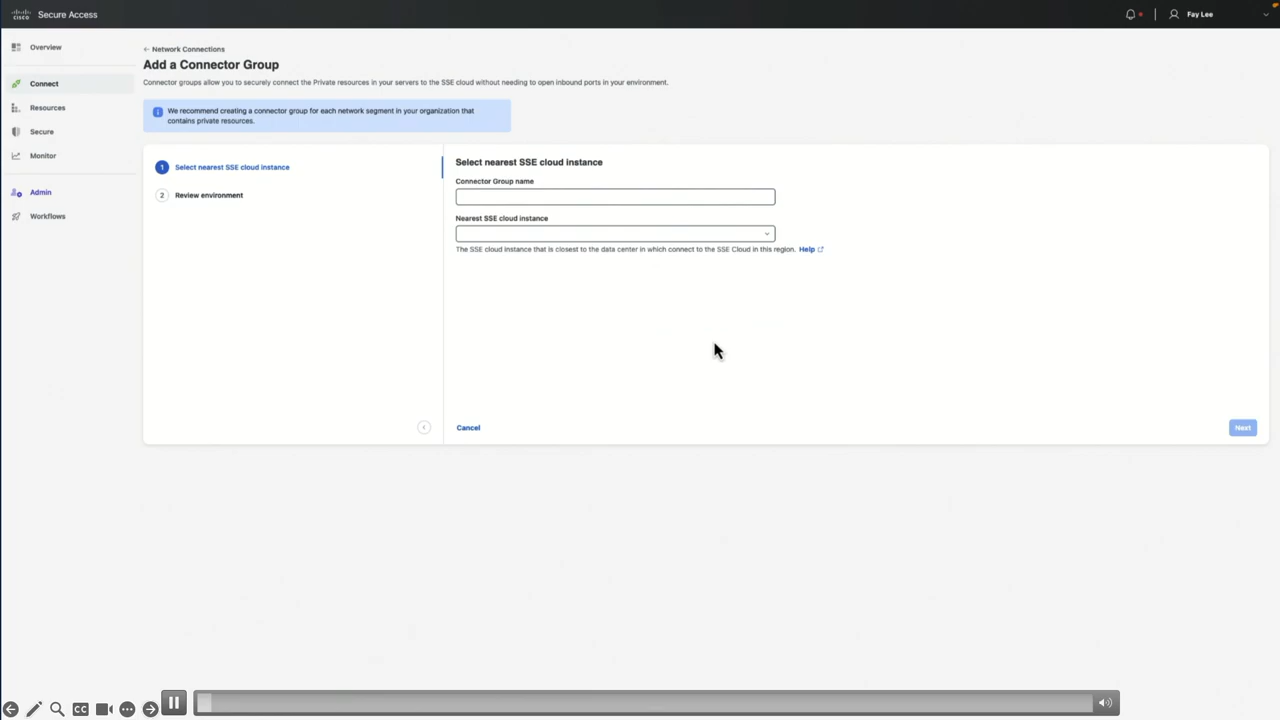 CISCO Secure Access
Fay Lee
Overview
Connect
Resources
Secure
Monitor
Admin
Workflows
← Network Connections
Add a Connector Group
Connector groups allow you to securely connect the Private resources in your servers to the SSE cloud without needing to open inbound ports in your environment.
i We recommend creating a connector group for each network segment in your organization that
contains private resources.
1 Select nearest SSE cloud instance
2 Review environment
Select nearest SSE cloud instance
Connector Group name
Nearest SSE cloud instance
The SSE cloud instance that is closest to the data center in which connect to the SSE Cloud in this region. Help
Cancel
Next
CC